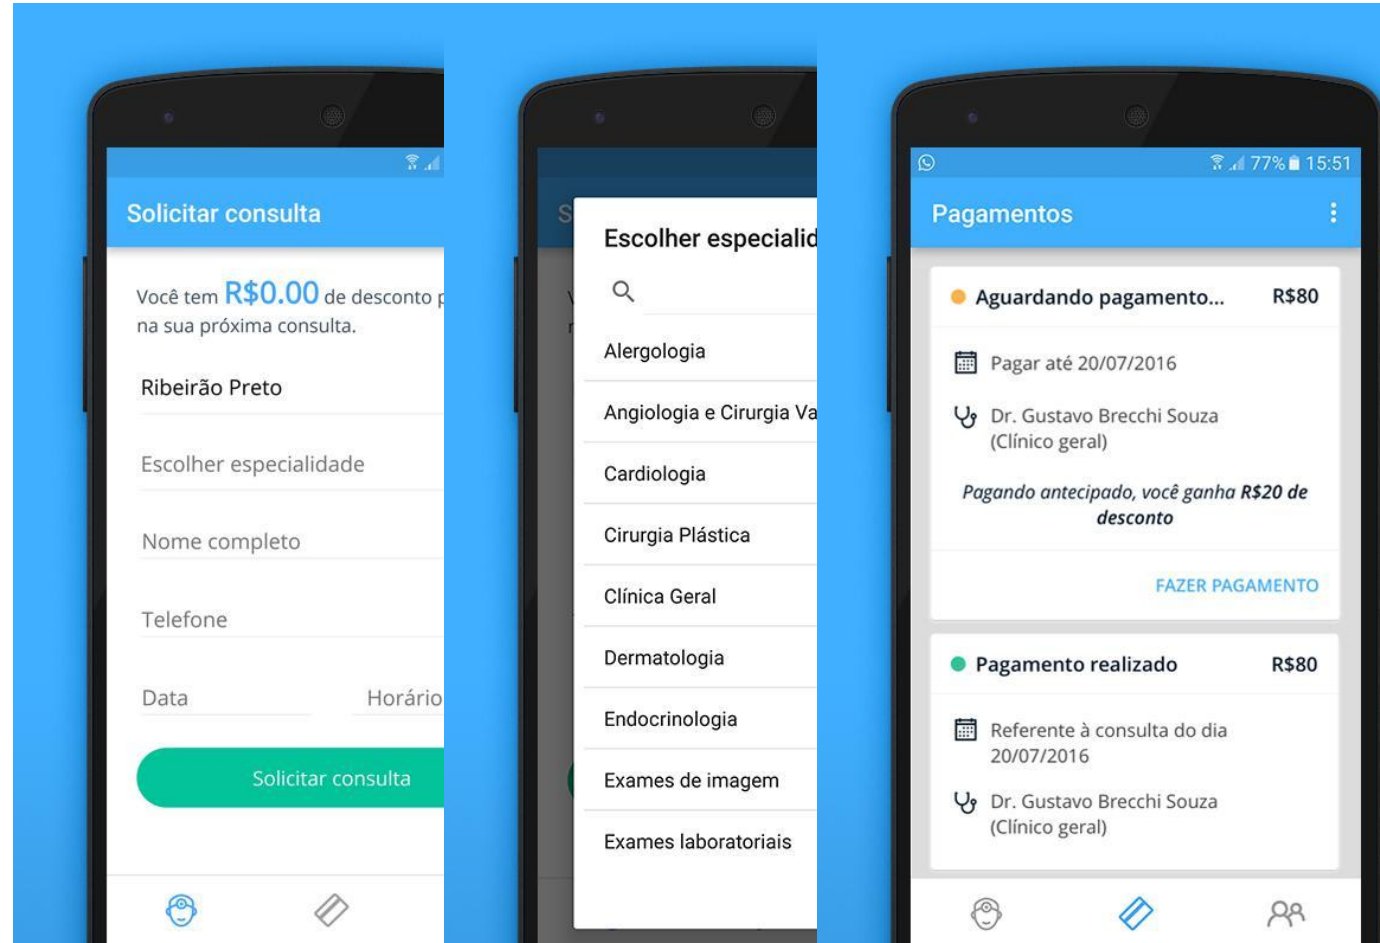 Solicitar consulta
Você tem R$0.00 de desconto p
na sua próxima consulta.
Ribeirão Preto
Escolher especialidade
Nome completo
Telefone
Data Horário
Solicitar consulta
S
Escolher especialid
Alergologia
Angiologia e Cirurgia Va
Cardiologia
Cirurgia Plástica
Clínica Geral
Dermatologia
Endocrinologia
Exames de imagem
Exames laboratoriais
77% 15:51
Pagamentos
Aguardando pagamento... R$80
Pagar até 20/07/2016
Dr. Gustavo Brecchi Souza
(Clínico geral)
Pagando antecipado, você ganha R$20 de
desconto
FAZER PAGAMENTO
Pagamento realizado R$80
Referente à consulta do dia
20/07/2016
Dr. Gustavo Brecchi Souza
(Clínico geral)